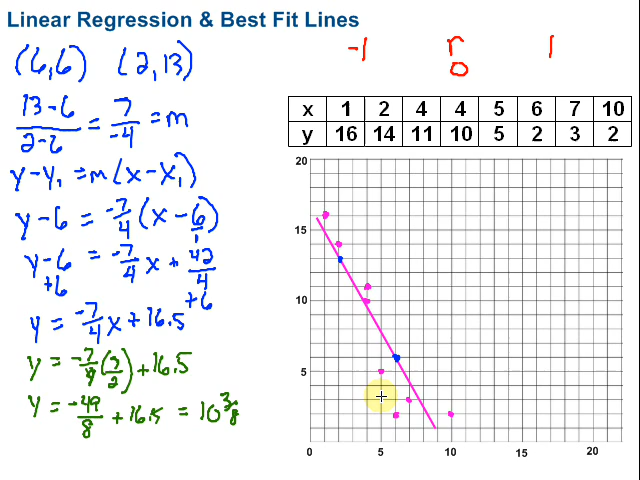 Linear Regression & Best Fit Lines
(6,6) (2,13)
13-6/2-6 = 7/-4 = m
y-y₁ = m(x-x₁)
y-6 = -7/4(x-6)
y-6 = -7/4x + 42/4
+6 +6
y = -7/4x + 16.5
y = -7/4(7/2) + 16.5
y = -49/8 + 16.5 = 10 3/8
-1 r 1
0
x 1 2 4 4 5 6 7 10
y 16 14 11 10 5 2 3 2
20
15
10
5
0 5 10 15 20